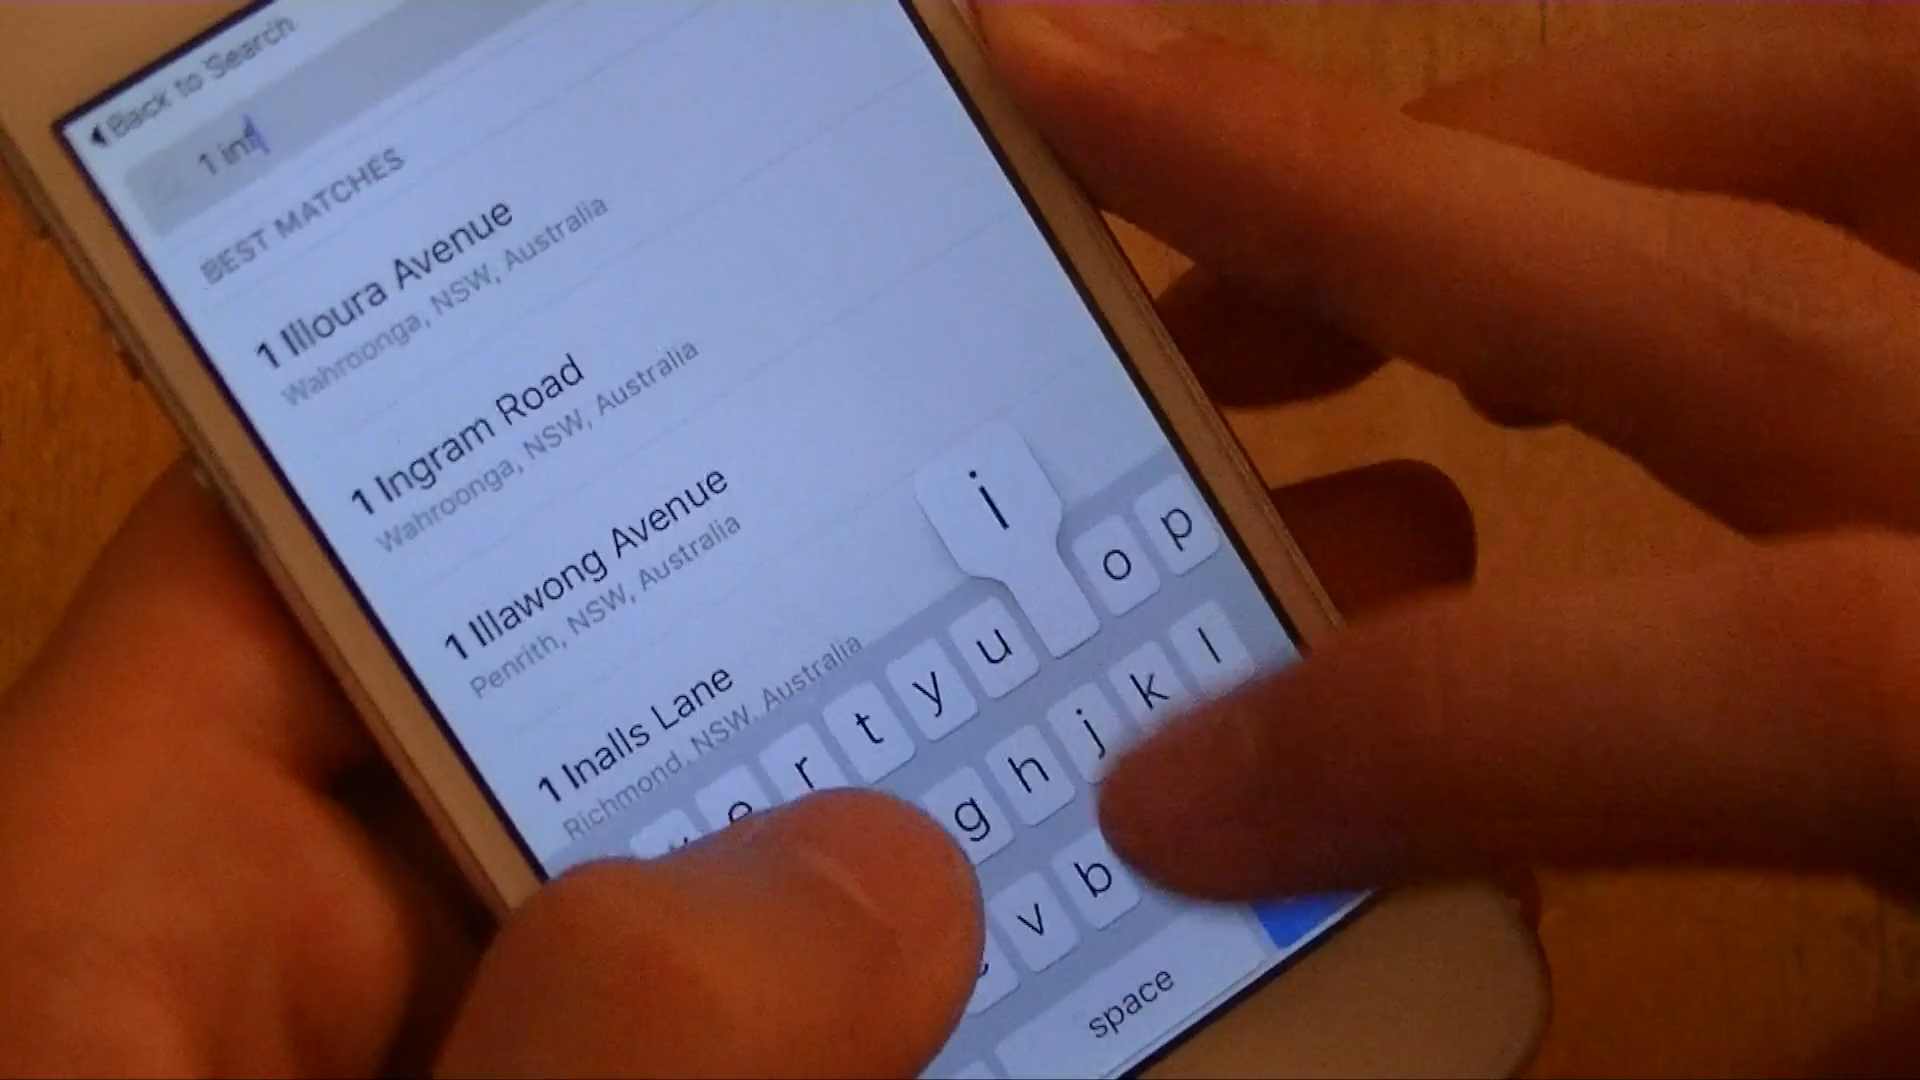 Back to Search
1 inf
BEST MATCHES
1 Illoura Avenue
Wahroonga, NSW, Australia
1 Ingram Road
Wahroonga, NSW, Australia
1 Illawong Avenue
Penrith, NSW, Australia
1 Inalls Lane
Richmond, NSW, Australia
i
e r t y u o p
g h j k l
v b
space